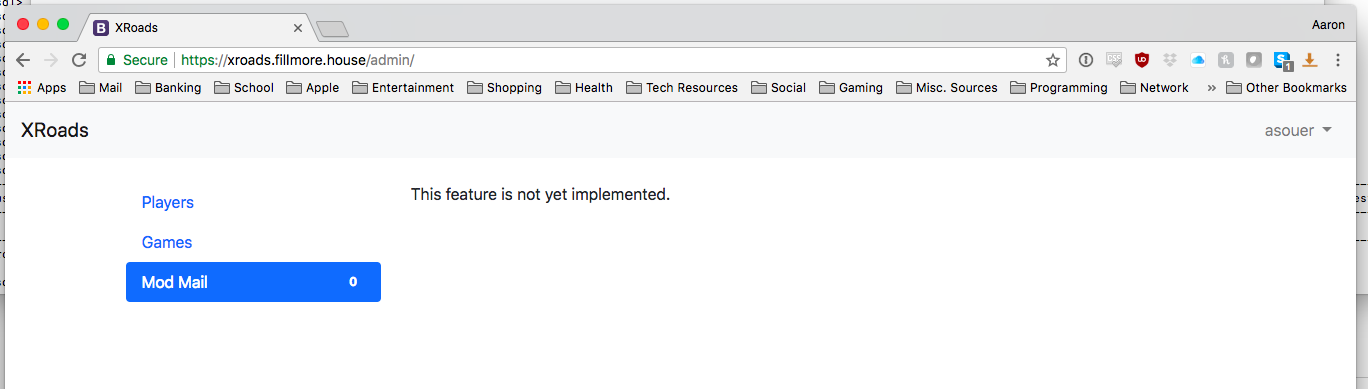 XRoads
Aaron
Secure https://xroads.fillmore.house/admin/
1
Apps Mail Banking School Apple Entertainment Shopping Health Tech Resources Social Gaming Misc. Sources Programming Network » Other Bookmarks
XRoads asouer
Players
This feature is not yet implemented.
Games
Mod Mail 0